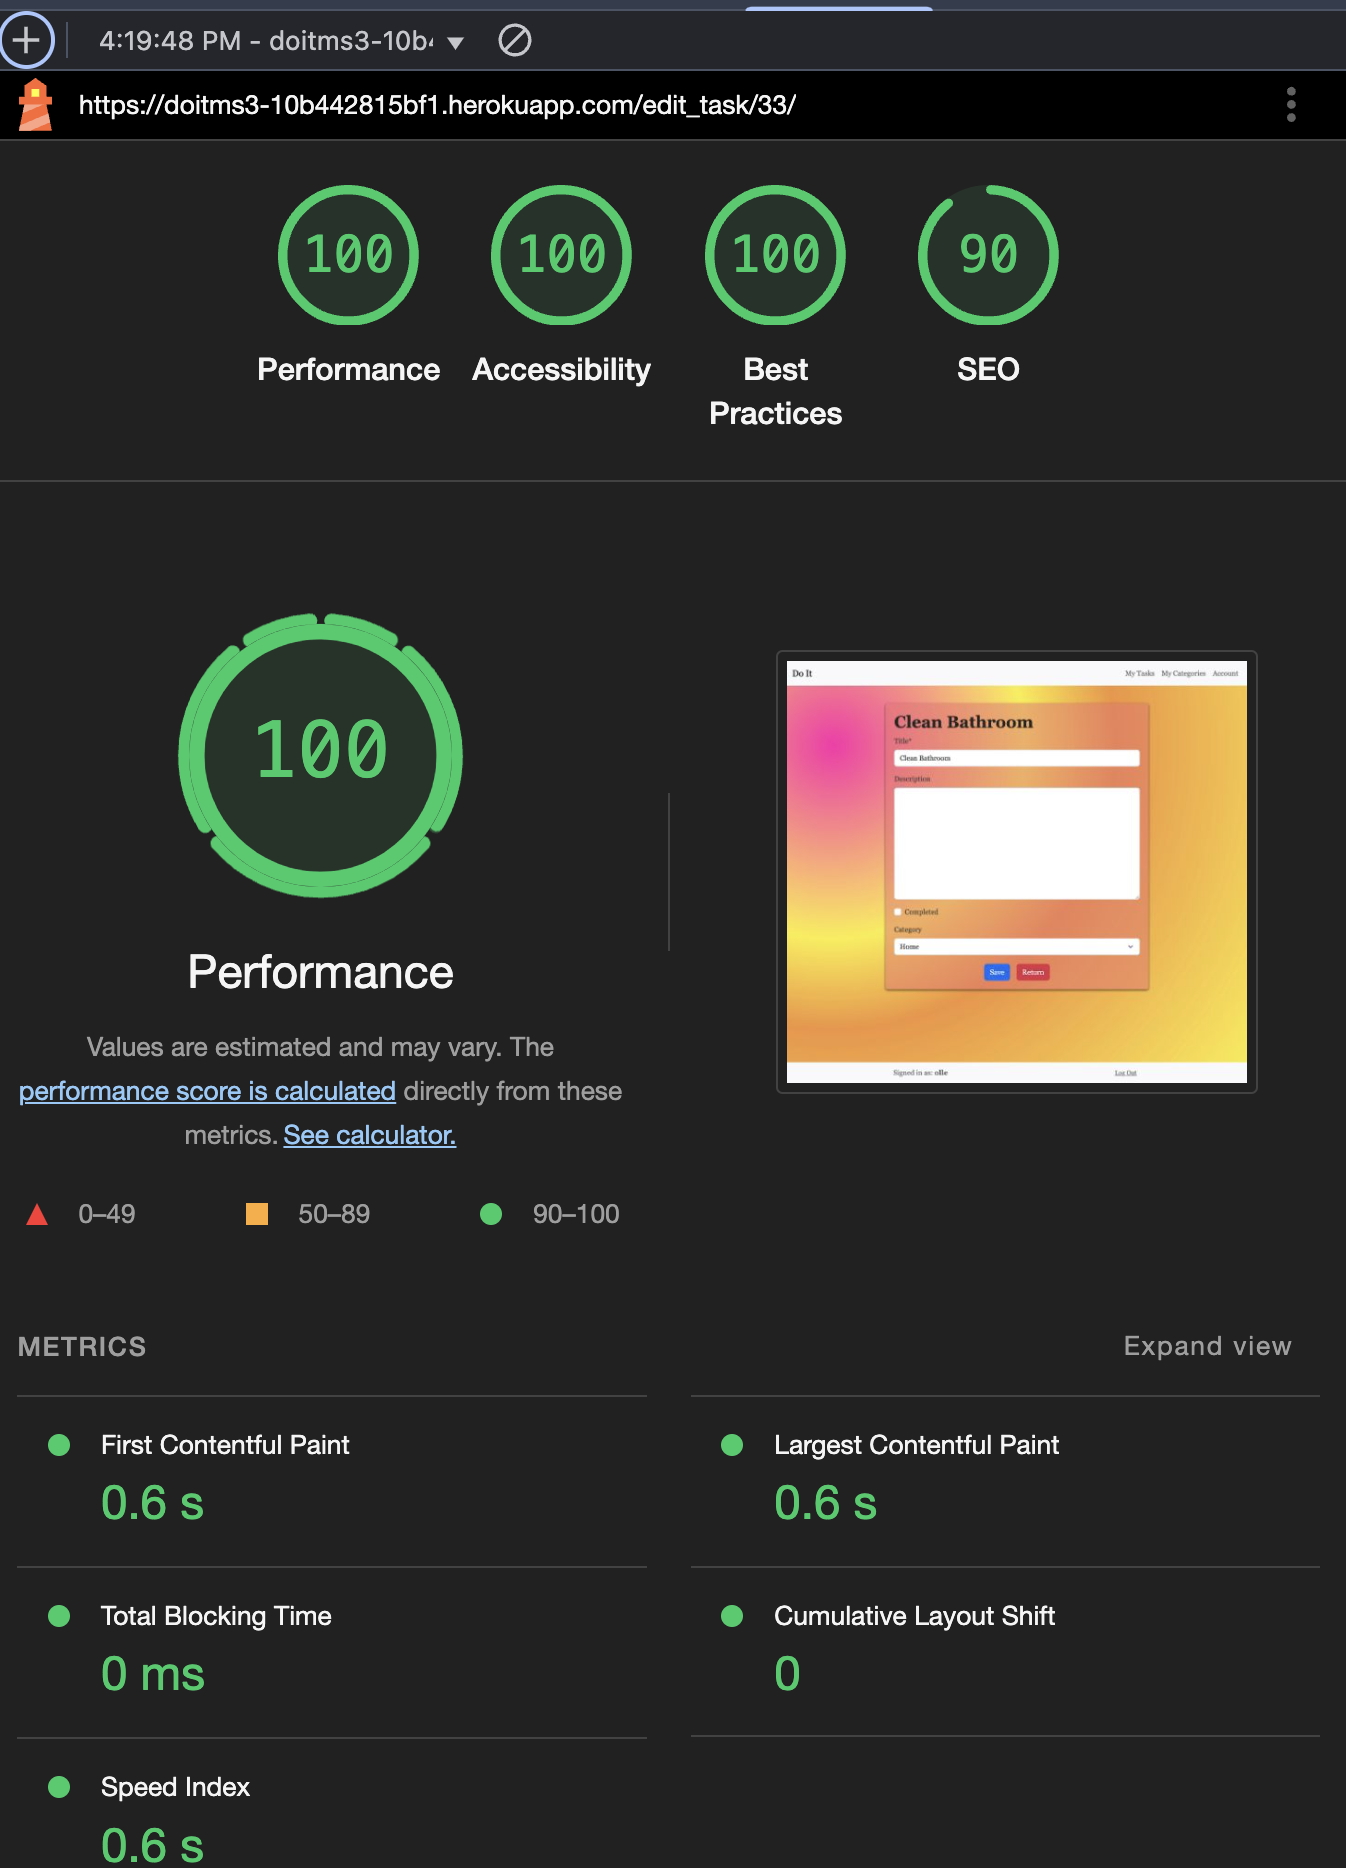 4:19:48 PM - doitms3-10b4
https://doitms3-10b442815bf1.herokuapp.com/edit_task/33/
100
100
100
90
Performance
Accessibility
Best
Practices
SEO
100
Performance
Values are estimated and may vary. The
performance score is calculated directly from these
metrics. See calculator.
0–49
50–89
90–100
Do It
My Tasks My Categories Account
Clean Bathroom
Title*
Clean Bathroom
Description
Completed
Category
Home
Save Return
Signed in as: olle
Log Out
METRICS
Expand view
First Contentful Paint
0.6 s
Largest Contentful Paint
0.6 s
Total Blocking Time
0 ms
Cumulative Layout Shift
0
Speed Index
0.6 s